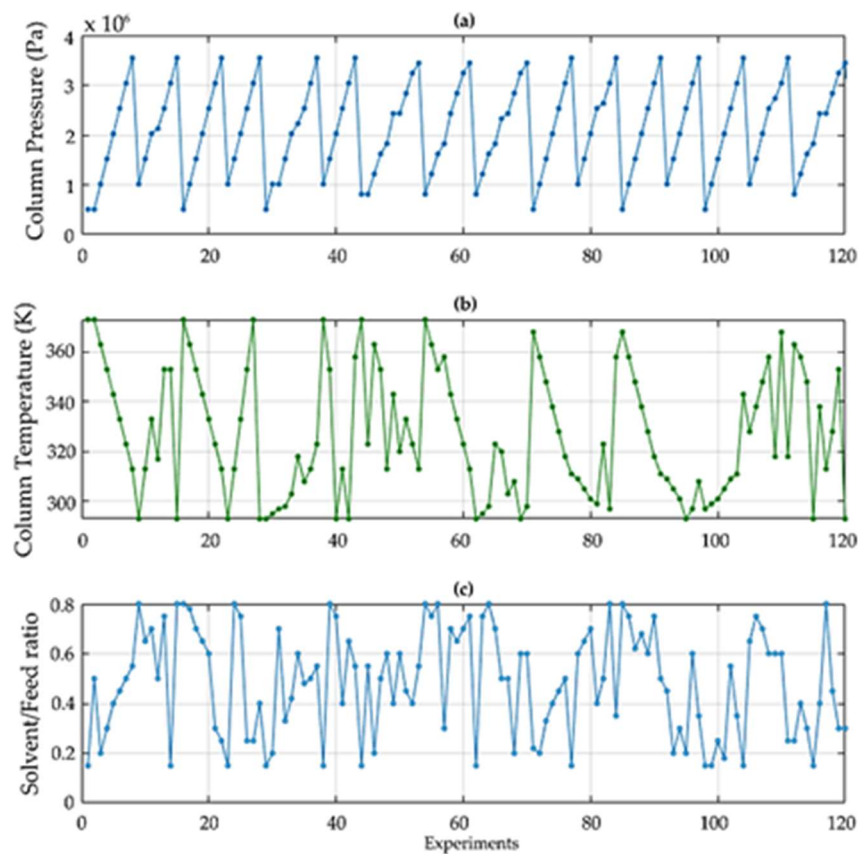 (a)
x 10⁶
Column Pressure (Pa)
4
3
2
1
0
0 20 40 60 80 100 120
(b)
Column Temperature (K)
360
340
320
300
0 20 40 60 80 100 120
(c)
Solvent/Feed ratio
0.8
0.6
0.4
0.2
0
0 20 40 60 80 100 120
Experiments